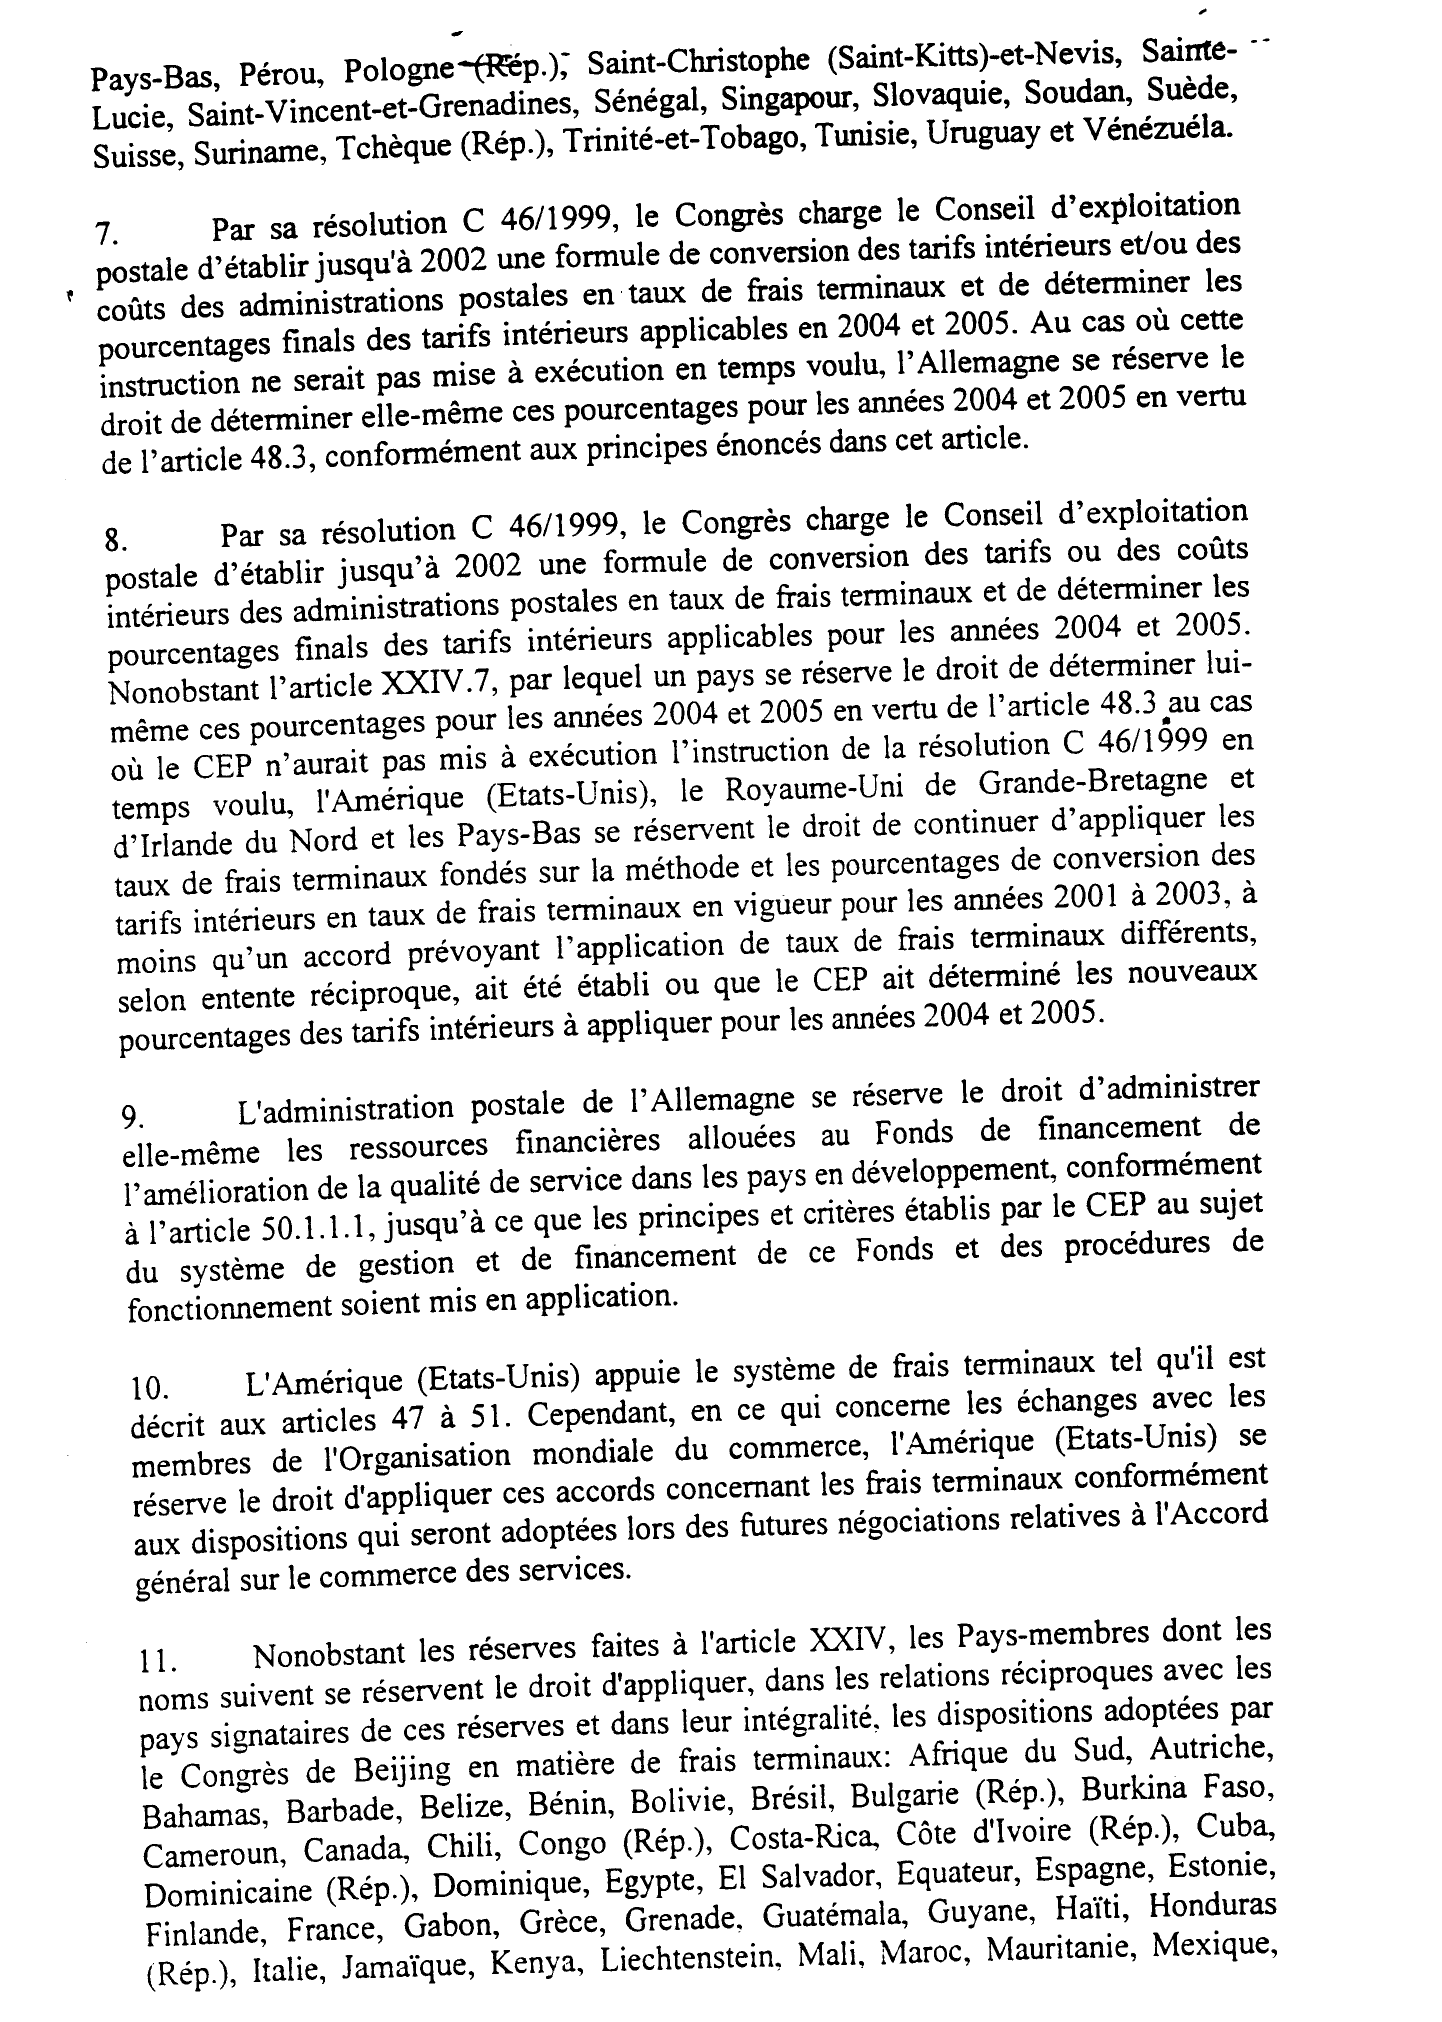 Pays-Bas, Pérou, Pologne (Rép.), Saint-Christophe (Saint-Kitts)-et-Nevis, Sainte-
Lucie, Saint-Vincent-et-Grenadines, Sénégal, Singapour, Slovaquie, Soudan, Suède,
Suisse, Suriname, Tchèque (Rép.), Trinité-et-Tobago, Tunisie, Uruguay et Vénézuéla.
7. Par sa résolution C 46/1999, le Congrès charge le Conseil d'exploitation
postale d'établir jusqu'à 2002 une formule de conversion des tarifs intérieurs et/ou des
coûts des administrations postales en taux de frais terminaux et de déterminer les
pourcentages finals des tarifs intérieurs applicables en 2004 et 2005. Au cas où cette
instruction ne serait pas mise à exécution en temps voulu, l'Allemagne se réserve le
droit de déterminer elle-même ces pourcentages pour les années 2004 et 2005 en vertu
de l'article 48.3, conformément aux principes énoncés dans cet article.
8. Par sa résolution C 46/1999, le Congrès charge le Conseil d'exploitation
postale d'établir jusqu'à 2002 une formule de conversion des tarifs ou des coûts
intérieurs des administrations postales en taux de frais terminaux et de déterminer les
pourcentages finals des tarifs intérieurs applicables pour les années 2004 et 2005.
Nonobstant l'article XXIV.7, par lequel un pays se réserve le droit de déterminer lui-
même ces pourcentages pour les années 2004 et 2005 en vertu de l'article 48.3 au cas
où le CEP n'aurait pas mis à exécution l'instruction de la résolution C 46/1999 en
temps voulu, l'Amérique (Etats-Unis), le Royaume-Uni de Grande-Bretagne et
d'Irlande du Nord et les Pays-Bas se réservent le droit de continuer d'appliquer les
taux de frais terminaux fondés sur la méthode et les pourcentages de conversion des
tarifs intérieurs en taux de frais terminaux en vigueur pour les années 2001 à 2003, à
moins qu'un accord prévoyant l'application de taux de frais terminaux différents,
selon entente réciproque, ait été établi ou que le CEP ait déterminé les nouveaux
pourcentages des tarifs intérieurs à appliquer pour les années 2004 et 2005.
9. L'administration postale de l'Allemagne se réserve le droit d'administrer
elle-même les ressources financières allouées au Fonds de financement de
l'amélioration de la qualité de service dans les pays en développement, conformément
à l'article 50.1.1.1, jusqu'à ce que les principes et critères établis par le CEP au sujet
du système de gestion et de financement de ce Fonds et des procédures de
fonctionnement soient mis en application.
10. L'Amérique (Etats-Unis) appuie le système de frais terminaux tel qu'il est
décrit aux articles 47 à 51. Cependant, en ce qui concerne les échanges avec les
membres de l'Organisation mondiale du commerce, l'Amérique (Etats-Unis) se
réserve le droit d'appliquer ces accords concernant les frais terminaux conformément
aux dispositions qui seront adoptées lors des futures négociations relatives à l'Accord
général sur le commerce des services.
11. Nonobstant les réserves faites à l'article XXIV, les Pays-membres dont les
noms suivent se réservent le droit d'appliquer, dans les relations réciproques avec les
pays signataires de ces réserves et dans leur intégralité, les dispositions adoptées par
le Congrès de Beijing en matière de frais terminaux: Afrique du Sud, Autriche,
Bahamas, Barbade, Belize, Bénin, Bolivie, Brésil, Bulgarie (Rép.), Burkina Faso,
Cameroun, Canada, Chili, Congo (Rép.), Costa-Rica, Côte d'Ivoire (Rép.), Cuba,
Dominicaine (Rép.), Dominique, Egypte, El Salvador, Equateur, Espagne, Estonie,
Finlande, France, Gabon, Grèce, Grenade, Guatémala, Guyane, Haïti, Honduras
(Rép.), Italie, Jamaïque, Kenya, Liechtenstein, Mali, Maroc, Mauritanie, Mexique,